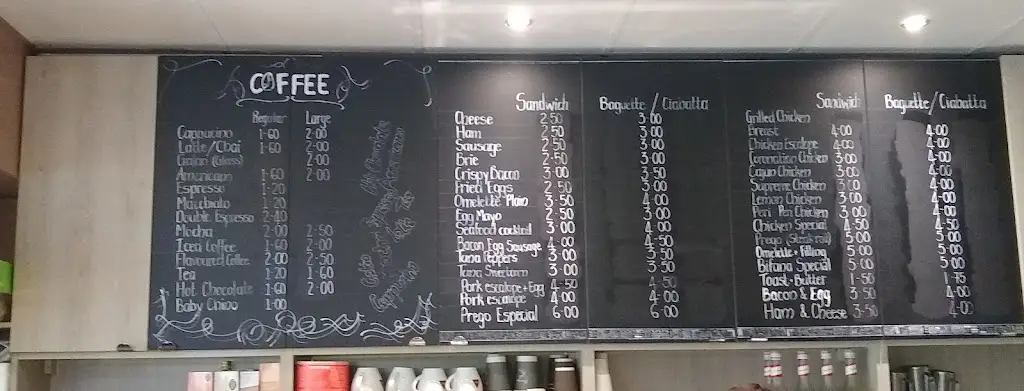 COFFEE
Regular Large
Cappucino 1·60 2·00
Latte/Chai 1·60 2·00
2·00
Americano 1·60 2·00
Espresso 1·20
Macchiato 1·20
Double Espresso 2·40
Mocha 2·00 2·50
Iced Coffee 1·60 2·00
Flavoured Coffee 2·00 2·50
Tea 1·20 1·60
Hot Chocolate 1·60 2·00
Baby Chino 1·00
Sandwich Baguette / Ciabatta
Cheese 2·50 3·00
Ham 2·50 3·00
Sausage 2·50 3·00
Brie 2·50 3·00
Crispy Bacon 3·00 3·50
Fried Eggs 2·50 3·00
Omelette Plain 3·50 4·00
Egg Mayo 2·50 3·00
Seafood cocktail 3·00 4·00
Bacon Egg Sausage 4·00 4·50
Tuna Peppers 3·00 3·50
Tuna Sweetcorn 3·00 3·50
Pork escalope + Egg 4·50 4·50
Pork escalope 4·00 4·00
Prego Especial 6·00 6·00
Sandwich Baguette/Ciabatta
Grilled Chicken
Breast 4·00 4·00
Chicken Escalope 4·00 4·00
Coronation Chicken 3·00 4·00
Cajun Chicken 3·00 4·00
Supreme Chicken 3·00 4·00
Lemon Chicken 3·00 4·00
Peri Peri Chicken 3·00 4·00
Chicken Special 4·50 4·50
Prego 5·00 5·00
Omelette + Filling 5·00 5·00
Bifana Special 5·00 5·00
Toast + Butter 1·50 1·75
Bacon & Egg 3·50 4·00
Ham & Cheese 3·50 4·00